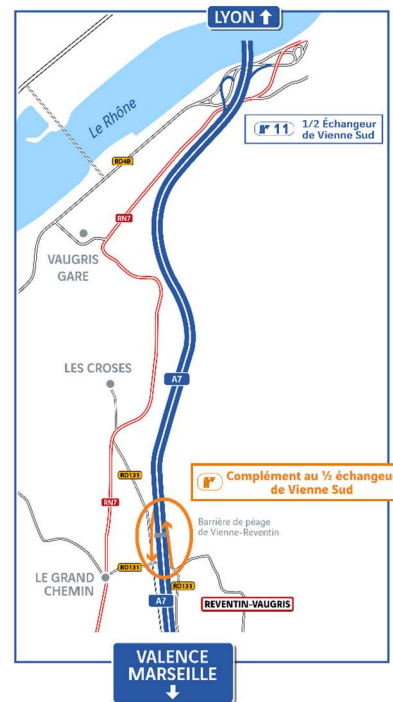 LYON ↑
Le Rhône
11 1/2 Échangeur
de Vienne Sud
RD4B
RN7
VAUGRIS
GARE
LES CROSES
A7
RD131
Complément au ½ échangeur
de Vienne Sud
RN7
Barrière de péage
de Vienne-Reventin
RD131
LE GRAND
CHEMIN
RD131
A7
REVENTIN-VAUGRIS
VALENCE
MARSEILLE
↓